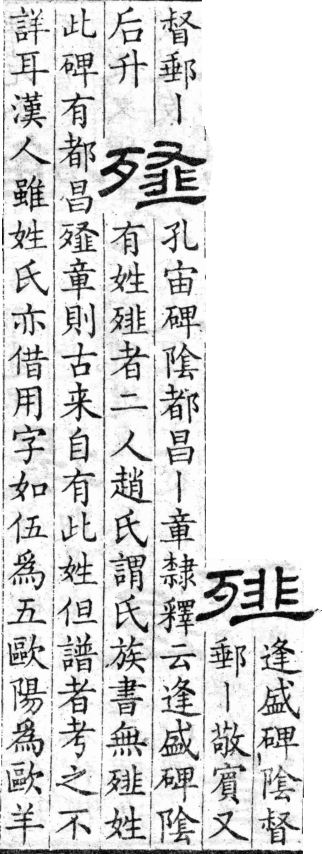 逢盛碑陰督
郵丨敬賓又
督郵丨
后升
韰
孔宙碑陰都昌丨童隸釋云逢盛碑陰
有姓者二人趙氏謂氏族書無姓
此碑有都昌韰章則古来自有此姓但譜者考之不
詳耳漢人雖姓氏亦借用字如伍爲五歐陽爲歐羊